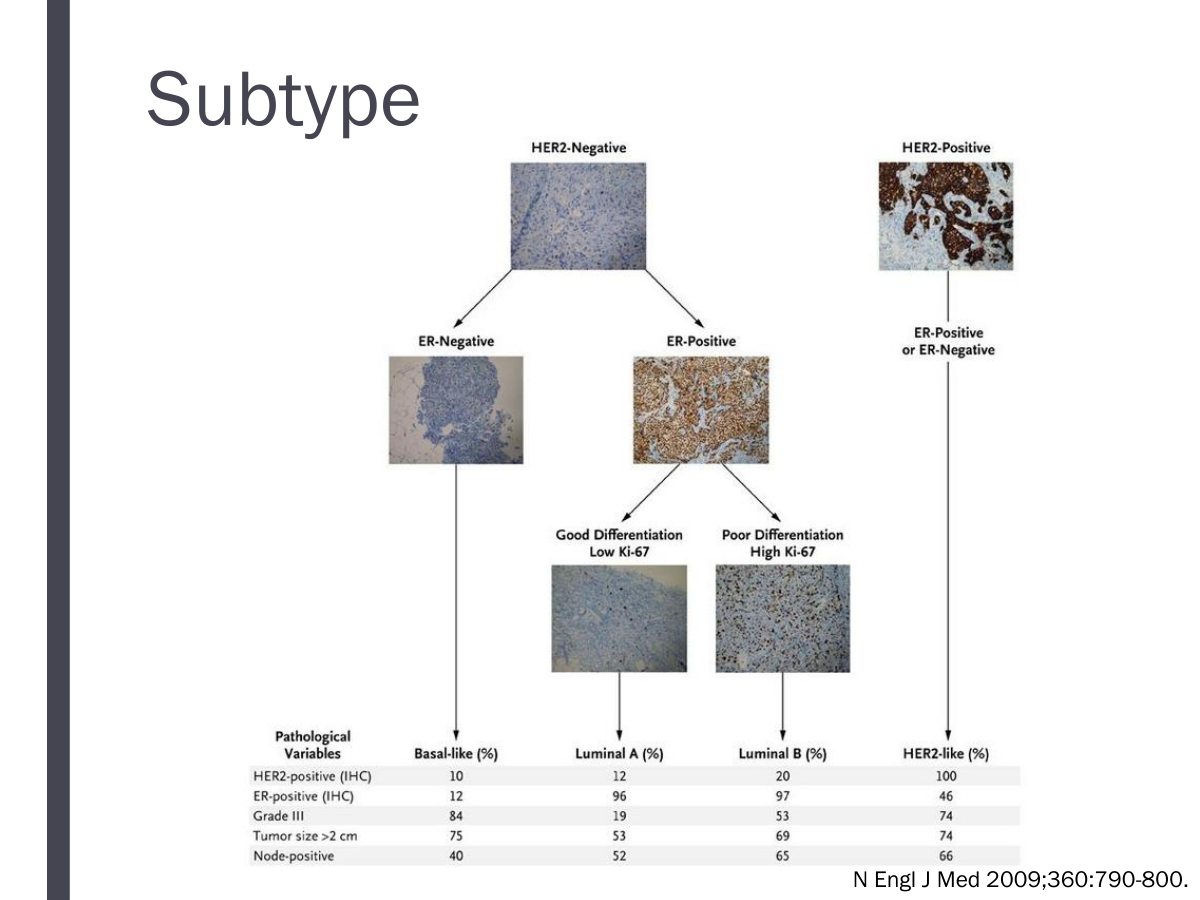 Subtype
HER2-Negative
HER2-Positive
ER-Negative
ER-Positive
ER-Positive
or ER-Negative
Good Differentiation
Low Ki-67
Poor Differentiation
High Ki-67
Pathological
Variables
Basal-like (%)
Luminal A (%)
Luminal B (%)
HER2-like (%)
HER2-positive (IHC) 10 12 20 100
ER-positive (IHC) 12 96 97 46
Grade III 84 19 53 74
Tumor size >2 cm 75 53 69 74
Node-positive 40 52 65 66
N Engl J Med 2009;360:790-800.